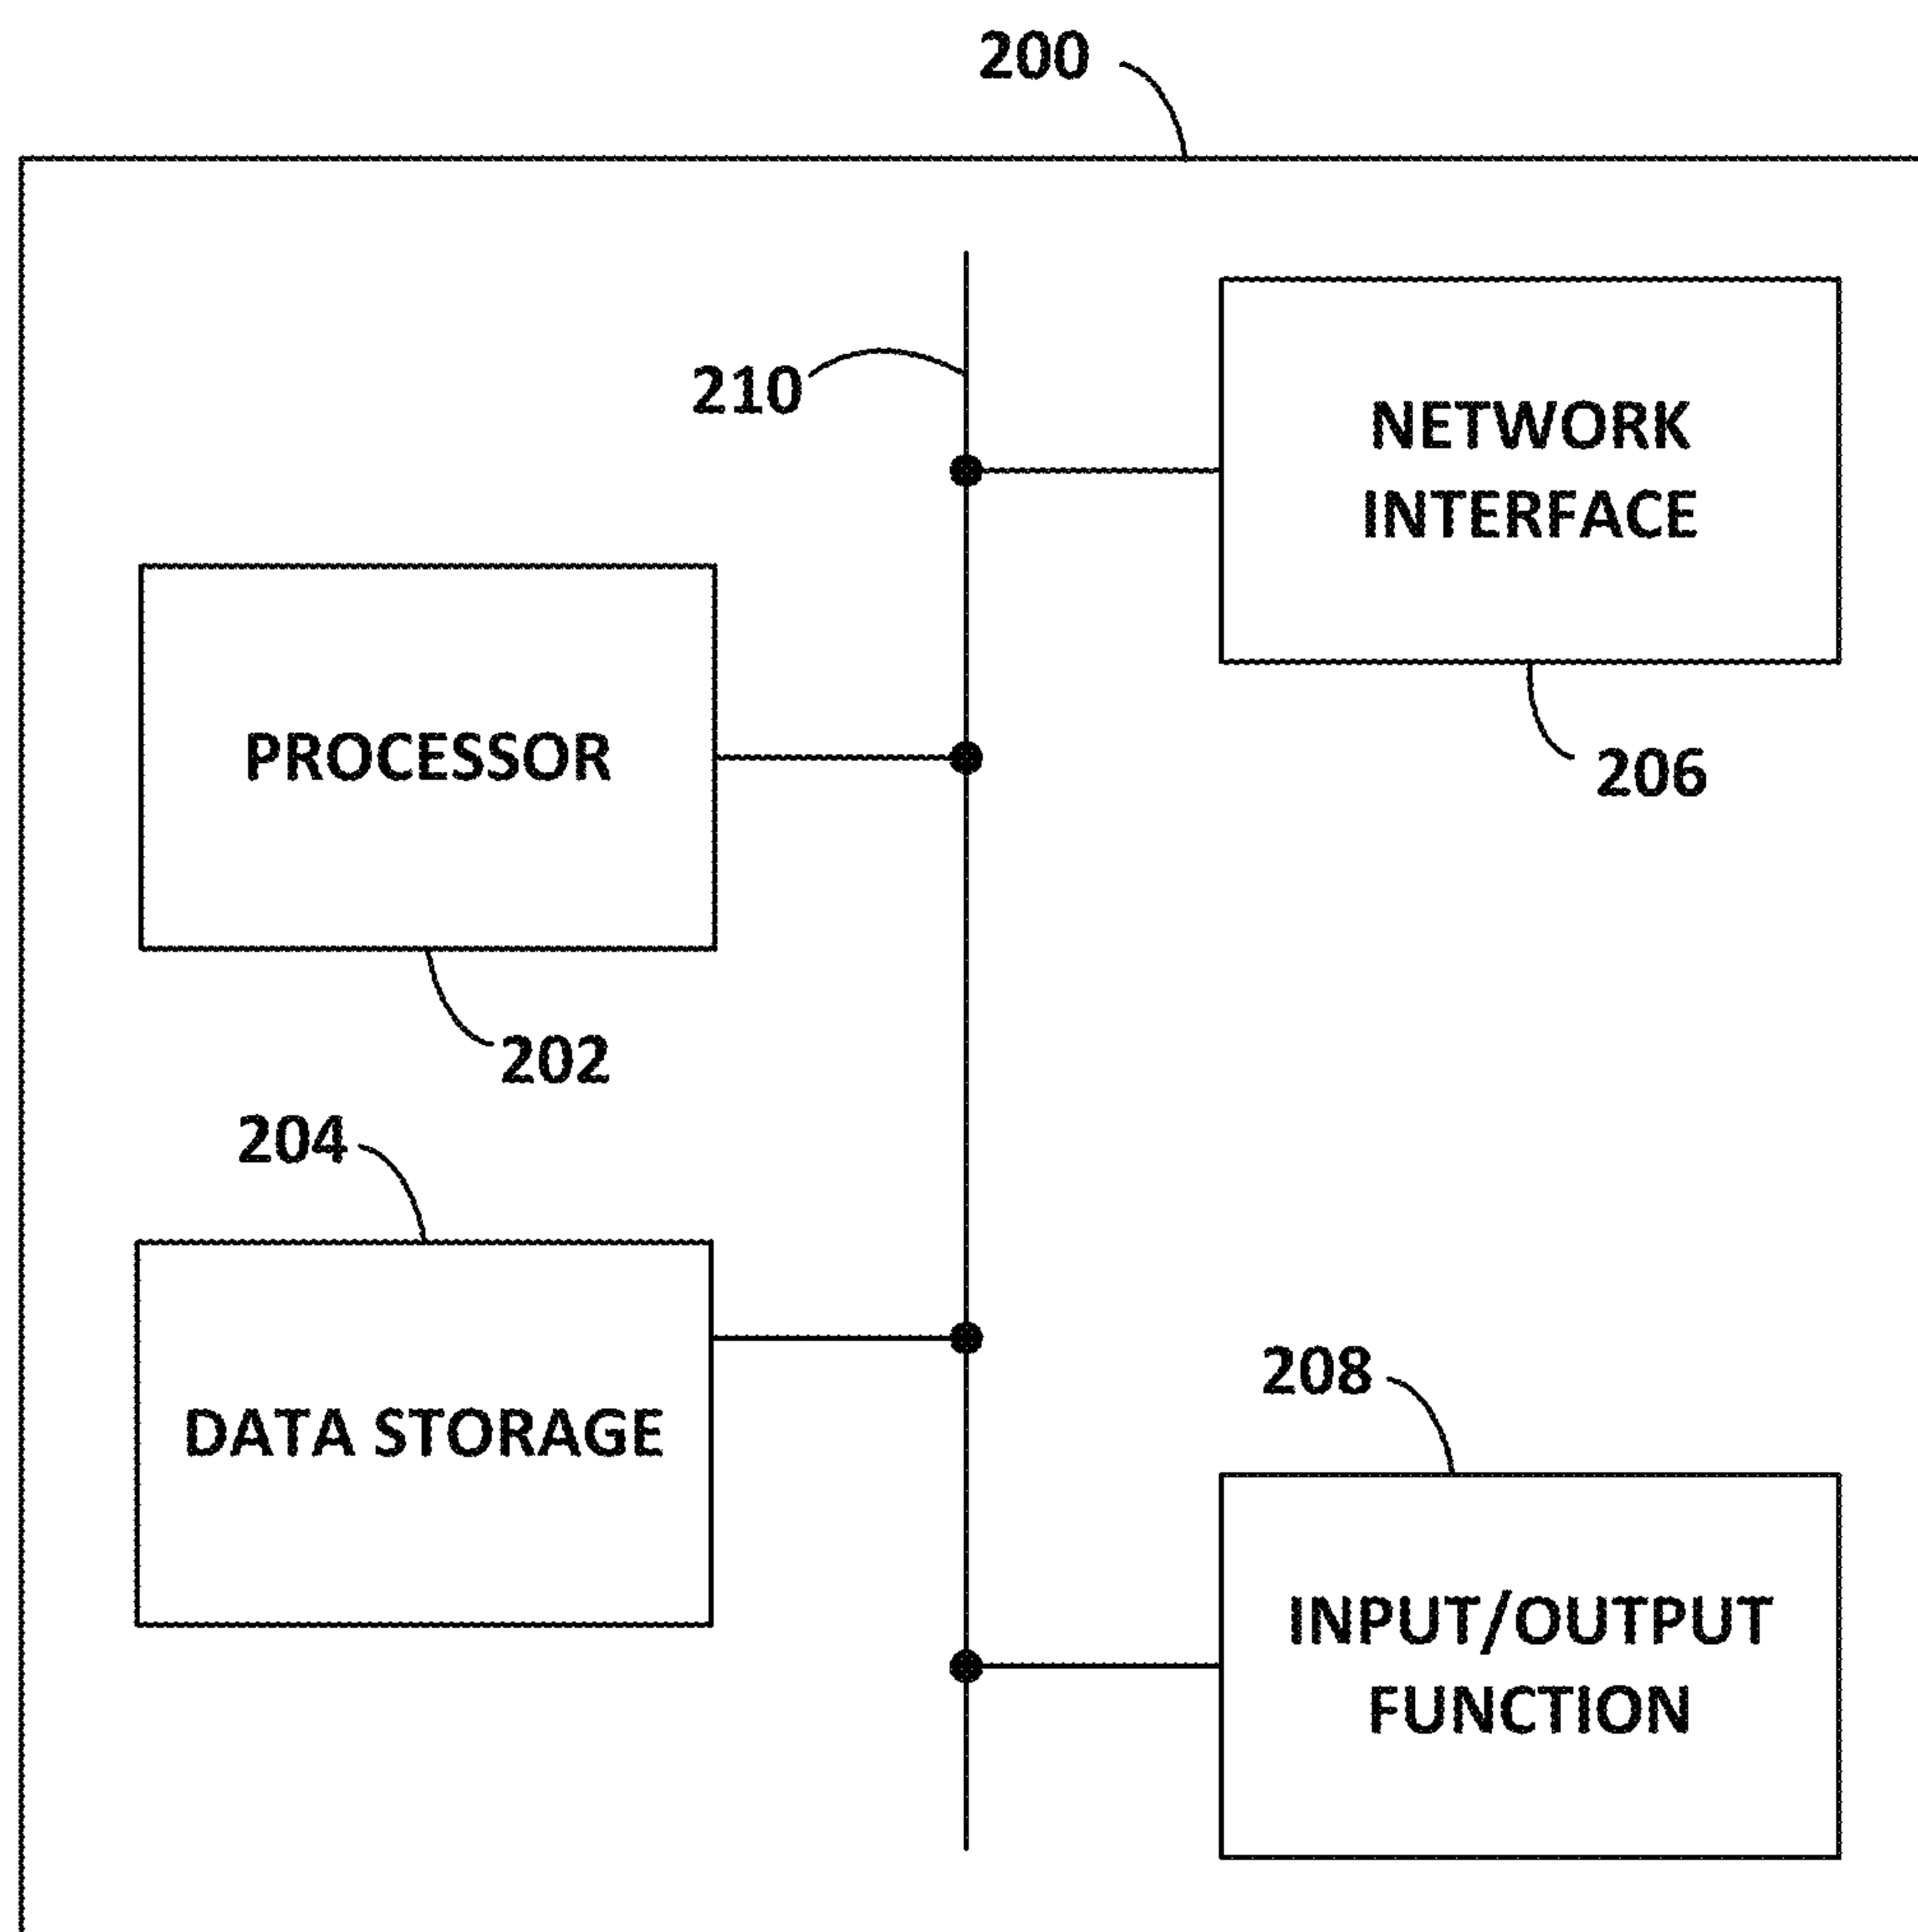 200
210
NETWORK
INTERFACE
PROCESSOR
206
202
204
208
DATA STORAGE
INPUT/OUTPUT
FUNCTION